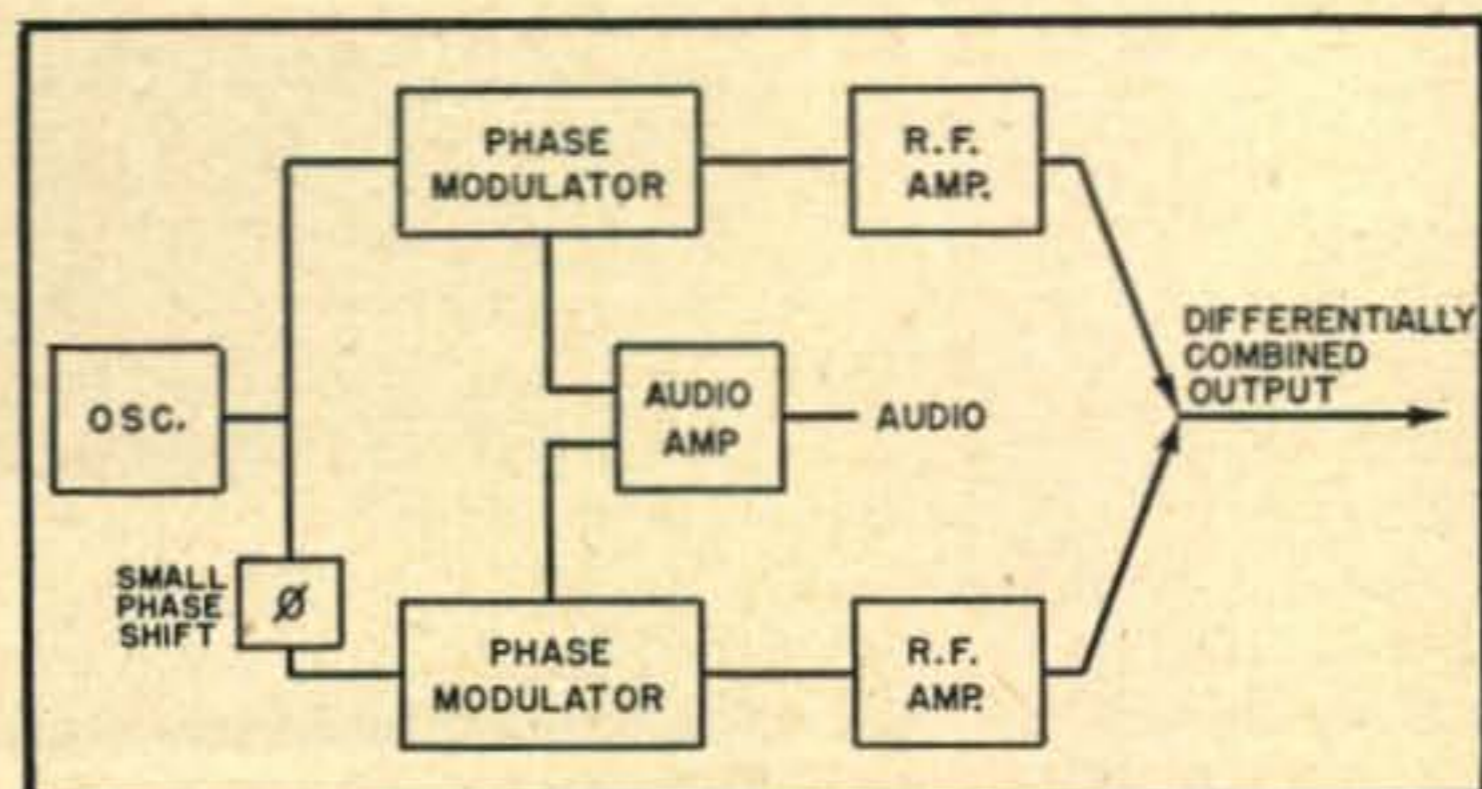 PHASE
MODULATOR
R.F.
AMP.
DIFFERENTIALLY
COMBINED
OUTPUT
OSC.
AUDIO
AMP
AUDIO
SMALL
PHASE
SHIFT
Ø
PHASE
MODULATOR
R.F.
AMP.